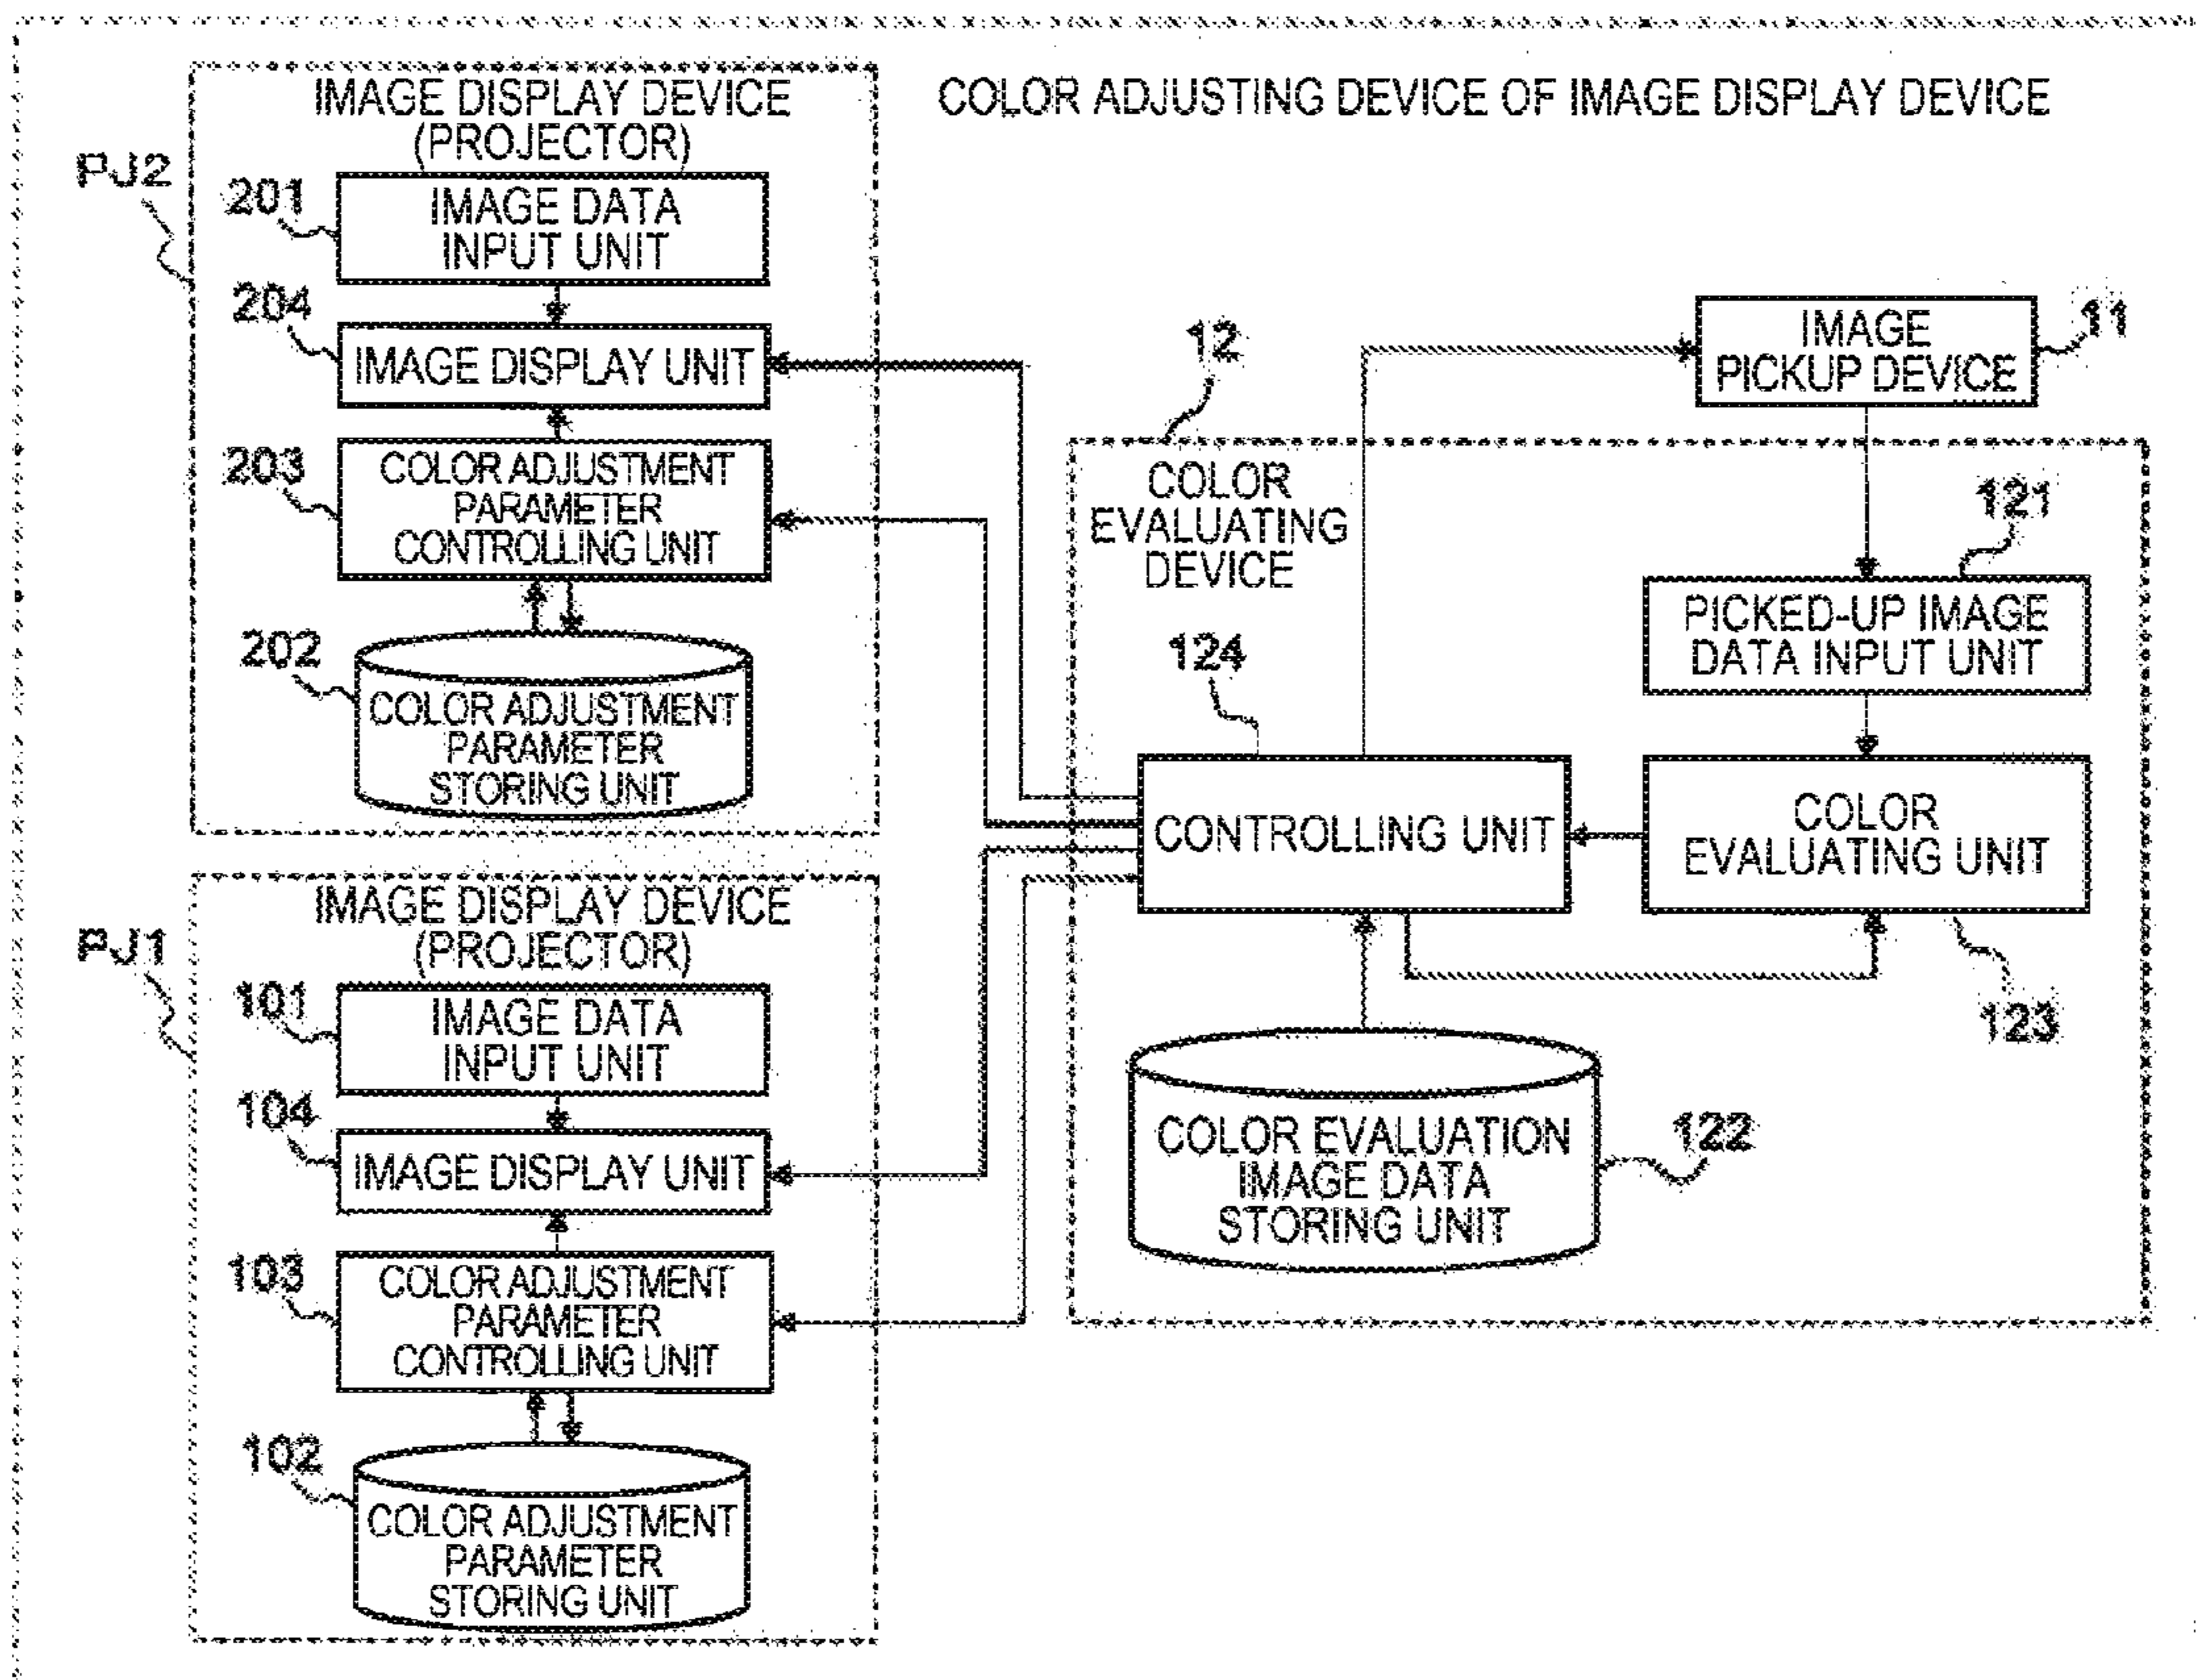 COLOR ADJUSTING DEVICE OF IMAGE DISPLAY DEVICE
PJ2
IMAGE DISPLAY DEVICE
(PROJECTOR)
201
IMAGE DATA
INPUT UNIT
204
IMAGE DISPLAY UNIT
203
COLOR ADJUSTMENT
PARAMETER
CONTROLLING UNIT
202
COLOR ADJUSTMENT
PARAMETER
STORING UNIT
PJ1
IMAGE DISPLAY DEVICE
(PROJECTOR)
101
IMAGE DATA
INPUT UNIT
104
IMAGE DISPLAY UNIT
103
COLOR ADJUSTMENT
PARAMETER
CONTROLLING UNIT
102
COLOR ADJUSTMENT
PARAMETER
STORING UNIT
12
COLOR
EVALUATING
DEVICE
IMAGE
PICKUP DEVICE
11
121
PICKED-UP IMAGE
DATA INPUT UNIT
124
CONTROLLING UNIT
COLOR
EVALUATING UNIT
123
COLOR EVALUATION
IMAGE DATA
STORING UNIT
122